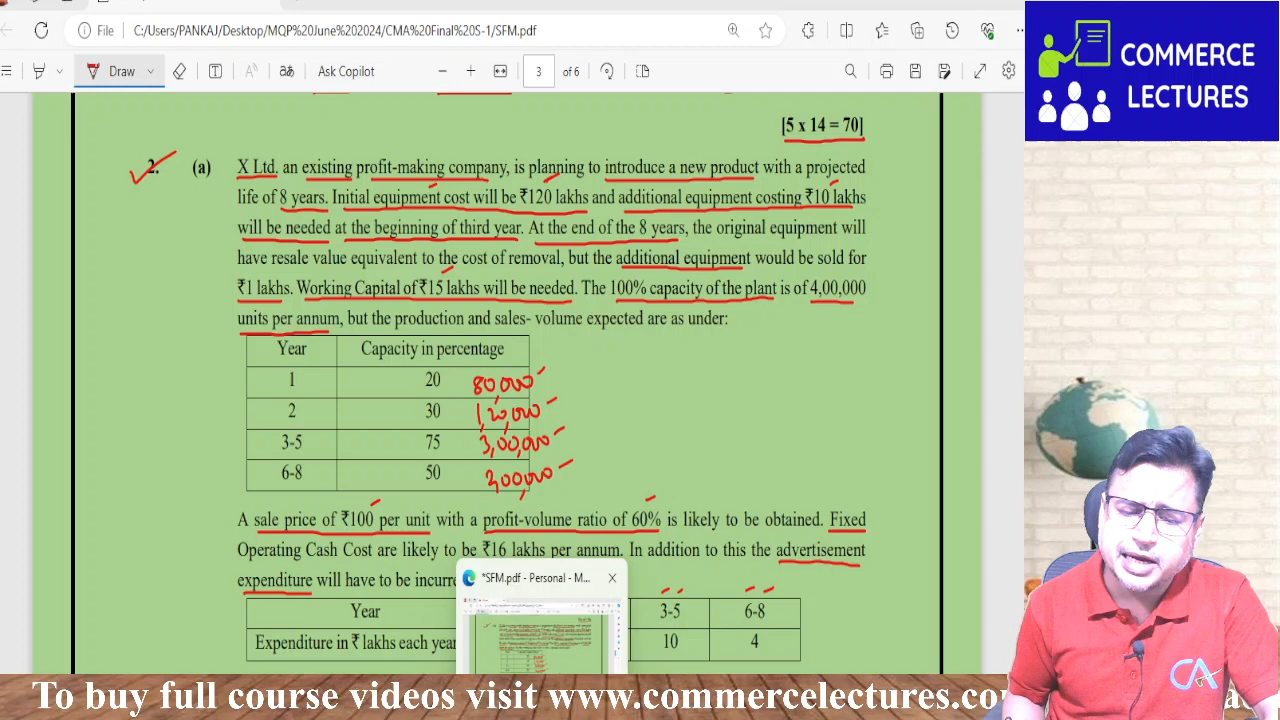 File C:/Users/PANKAJ/Desktop/MQP%20June%202024/CMA%20Final%20S-1/SFM.pdf
Draw
Ask Copilot
3 of 6
COMMERCE
LECTURES
[5 x 14 = 70]
2. (a) X Ltd. an existing profit-making company, is planning to introduce a new product with a projected
life of 8 years. Initial equipment cost will be ₹120 lakhs and additional equipment costing ₹10 lakhs
will be needed at the beginning of third year. At the end of the 8 years, the original equipment will
have resale value equivalent to the cost of removal, but the additional equipment would be sold for
₹1 lakhs. Working Capital of ₹15 lakhs will be needed. The 100% capacity of the plant is of 4,00,000
units per annum, but the production and sales- volume expected are as under:
Year Capacity in percentage
1 20 80,000
2 30 1,20,000
3-5 75 3,00,000
6-8 50 200,000
A sale price of ₹100 per unit with a profit-volume ratio of 60% is likely to be obtained. Fixed
Operating Cash Cost are likely to be ₹16 lakhs per annum. In addition to this the advertisement
expenditure will have to be incurr
*SFM.pdf - Personal - M...
Year 3-5 6-8
in ₹ lakhs each yea 10 4
CA
To buy full course videos visit www.commercelectures.co